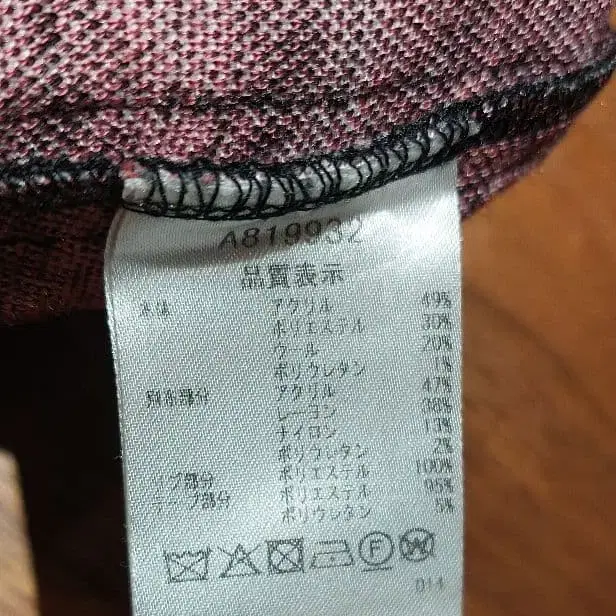 A819932
品質表示
本体 アクリル 49%
ポリエステル 30%
ウール 20%
ポリウレタン 1%
別布部分 アクリル 47%
レーヨン 38%
ナイロン 13%
ポリウレタン 2%
ポリエステル 100%
テープ部分 ポリエステル 95%
ポリウレタン 5%
F W
014